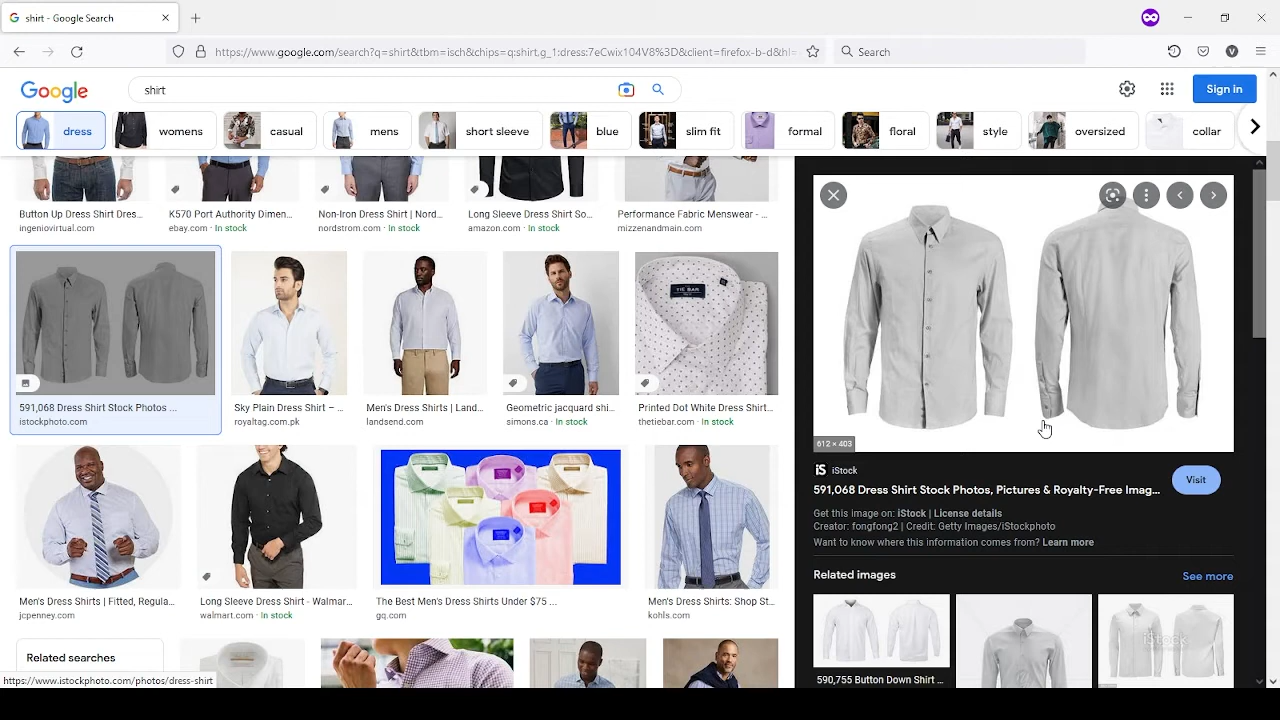 shirt - Google Search
https://www.google.com/search?q=shirt&tbm=isch&chips=q:shirt,g_1:dress:7eCwix104V8%3D&client=firefox-b-d&hl=
Search
Google
shirt
Sign in
dress
womens
casual
mens
short sleeve
blue
slim fit
formal
floral
style
oversized
collar
Button Up Dress Shirt Dres...
ingeniovirtual.com
K570 Port Authority Dimen...
ebay.com · In stock
Non-Iron Dress Shirt | Nord...
nordstrom.com · In stock
Long Sleeve Dress Shirt So...
amazon.com · In stock
Performance Fabric Menswear - ...
mizzenandmain.com
591,068 Dress Shirt Stock Photos ...
istockphoto.com
Sky Plain Dress Shirt – ...
royaltag.com.pk
Men's Dress Shirts | Land...
landsend.com
Geometric jacquard shi...
simons.ca · In stock
TIE BAR
Printed Dot White Dress Shirt...
thetiebar.com · In stock
Men's Dress Shirts | Fitted, Regula...
jcpenney.com
Long Sleeve Dress Shirt - Walmar...
walmart.com · In stock
The Best Men's Dress Shirts Under $75 ...
gq.com
Men's Dress Shirts: Shop St...
kohls.com
Related searches
https://www.istockphoto.com/photos/dress-shirt
612 × 403
iS iStock
591,068 Dress Shirt Stock Photos, Pictures & Royalty-Free Imag...
Visit
Get this image on: iStock | License details
Creator: fongfong2 | Credit: Getty Images/iStockphoto
Want to know where this information comes from? Learn more
Related images
See more
iStock
590,755 Button Down Shirt ...